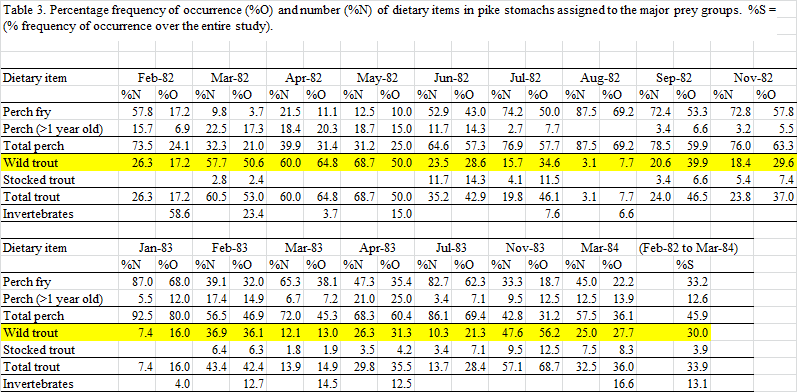 Table 3. Percentage frequency of occurrence (%O) and number (%N) of dietary items in pike stomachs assigned to the major prey groups. %S =
(% frequency of occurrence over the entire study).
Dietary item Feb-82 Mar-82 Apr-82 May-82 Jun-82 Jul-82 Aug-82 Sep-82 Nov-82
%N %O %N %O %N %O %N %O %N %O %N %O %N %O %N %O %N %O
Perch fry 57.8 17.2 9.8 3.7 21.5 11.1 12.5 10.0 52.9 43.0 74.2 50.0 87.5 69.2 72.4 53.3 72.8 57.8
Perch (>1 year old) 15.7 6.9 22.5 17.3 18.4 20.3 18.7 15.0 11.7 14.3 2.7 7.7 3.4 6.6 3.2 5.5
Total perch 73.5 24.1 32.3 21.0 39.9 31.4 31.2 25.0 64.6 57.3 76.9 57.7 87.5 69.2 78.5 59.9 76.0 63.3
Wild trout 26.3 17.2 57.7 50.6 60.0 64.8 68.7 50.0 23.5 28.6 15.7 34.6 3.1 7.7 20.6 39.9 18.4 29.6
Stocked trout 2.8 2.4 11.7 14.3 4.1 11.5 3.4 6.6 5.4 7.4
Total trout 26.3 17.2 60.5 53.0 60.0 64.8 68.7 50.0 35.2 42.9 19.8 46.1 3.1 7.7 24.0 46.5 23.8 37.0
Invertebrates 58.6 23.4 3.7 15.0 7.6 6.6
Dietary item Jan-83 Feb-83 Mar-83 Apr-83 Jul-83 Nov-83 Mar-84 (Feb-82 to Mar-84)
%N %O %N %O %N %O %N %O %N %O %N %O %N %O %S
Perch fry 87.0 68.0 39.1 32.0 65.3 38.1 47.3 35.4 82.7 62.3 33.3 18.7 45.0 22.2 33.2
Perch (>1 year old) 5.5 12.0 17.4 14.9 6.7 7.2 21.0 25.0 3.4 7.1 9.5 12.5 12.5 13.9 12.6
Total perch 92.5 80.0 56.5 46.9 72.0 45.3 68.3 60.4 86.1 69.4 42.8 31.2 57.5 36.1 45.9
Wild trout 7.4 16.0 36.9 36.1 12.1 13.0 26.3 31.3 10.3 21.3 47.6 56.2 25.0 27.7 30.0
Stocked trout 6.4 6.3 1.8 1.9 3.5 4.2 3.4 7.1 9.5 12.5 7.5 8.3 3.9
Total trout 7.4 16.0 43.4 42.4 13.9 14.9 29.8 35.5 13.7 28.4 57.1 68.7 32.5 36.0 33.9
Invertebrates 4.0 12.7 14.5 12.5 16.6 13.1